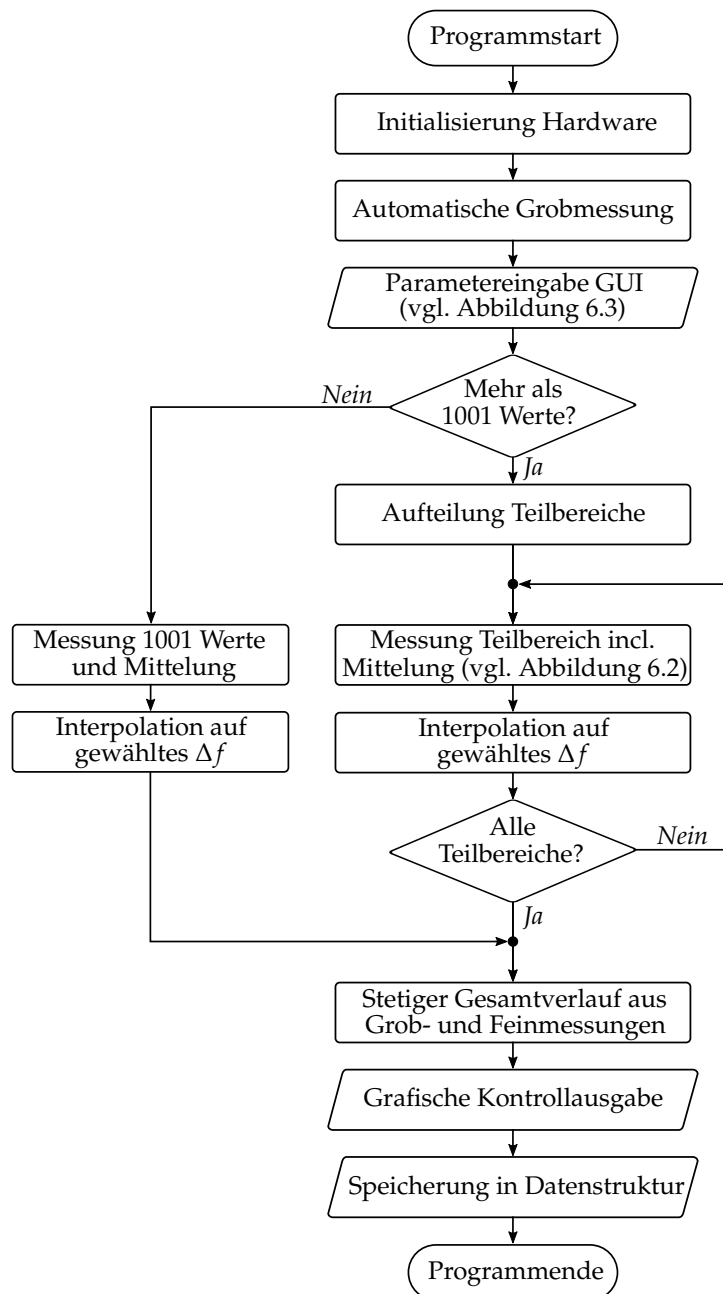 Programmstart
Initialisierung Hardware
Automatische Grobmessung
Parametereingabe GUI
(vgl. Abbildung 6.3)
Mehr als
1001 Werte?
Nein
Ja
Aufteilung Teilbereiche
Messung 1001 Werte
und Mittelung
Interpolation auf
gewähltes Δf
Messung Teilbereich incl.
Mittelung (vgl. Abbildung 6.2)
Interpolation auf
gewähltes Δf
Alle
Teilbereiche?
Nein
Ja
Stetiger Gesamtverlauf aus
Grob- und Feinmessungen
Grafische Kontrollausgabe
Speicherung in Datenstruktur
Programmende